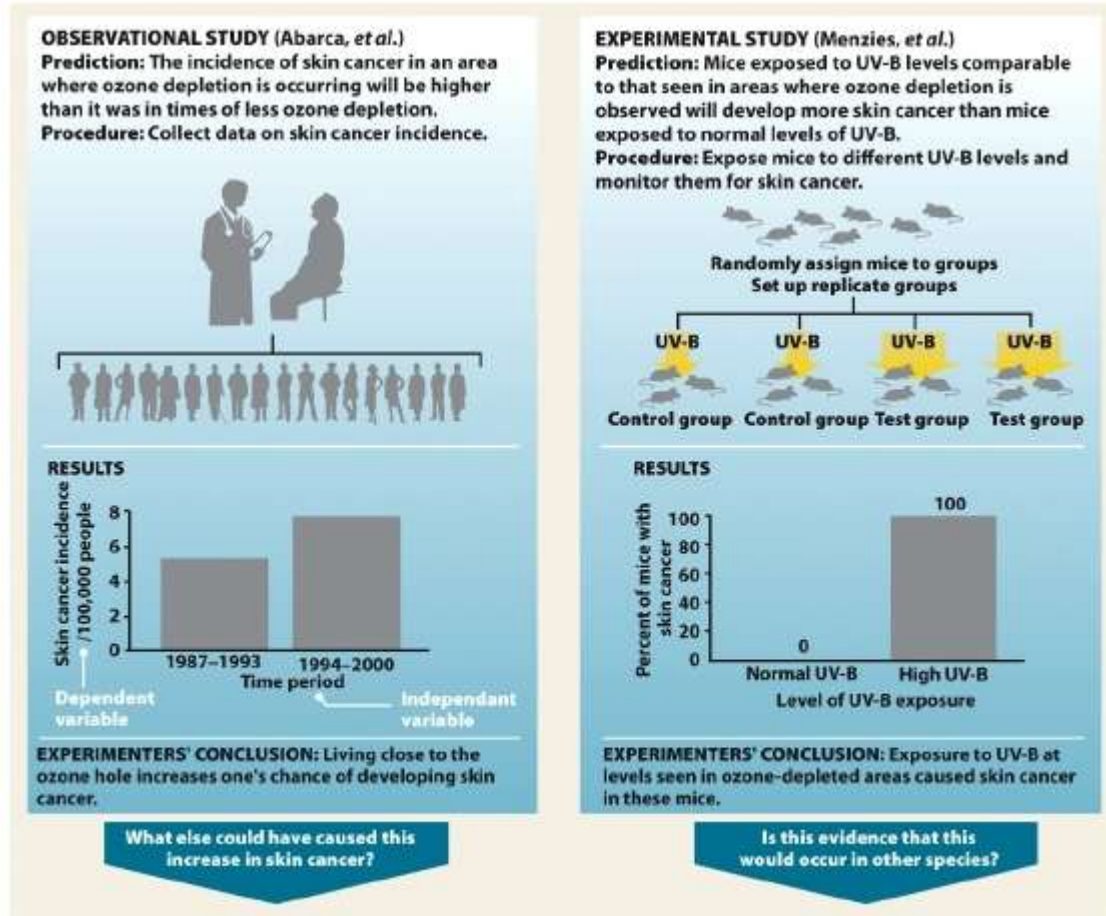 OBSERVATIONAL STUDY (Abarca, et al.)
Prediction: The incidence of skin cancer in an area
where ozone depletion is occurring will be higher
than it was in times of less ozone depletion.
Procedure: Collect data on skin cancer incidence.
RESULTS
Skin cancer incidence
/100,000 people
8
6
4
2
0
1987–1993
1994–2000
Time period
Dependent
variable
Independant
variable
EXPERIMENTERS' CONCLUSION: Living close to the
ozone hole increases one's chance of developing skin
cancer.
What else could have caused this
increase in skin cancer?
EXPERIMENTAL STUDY (Menzies, et al.)
Prediction: Mice exposed to UV-B levels comparable
to that seen in areas where ozone depletion is
observed will develop more skin cancer than mice
exposed to normal levels of UV-B.
Procedure: Expose mice to different UV-B levels and
monitor them for skin cancer.
Randomly assign mice to groups
Set up replicate groups
UV-B
UV-B
UV-B
UV-B
Control group
Control group
Test group
Test group
RESULTS
Percent of mice with
skin cancer
100
80
60
40
20
0
0
100
Normal UV-B
High UV-B
Level of UV-B exposure
EXPERIMENTERS' CONCLUSION: Exposure to UV-B at
levels seen in ozone-depleted areas caused skin cancer
in these mice.
Is this evidence that this
would occur in other species?